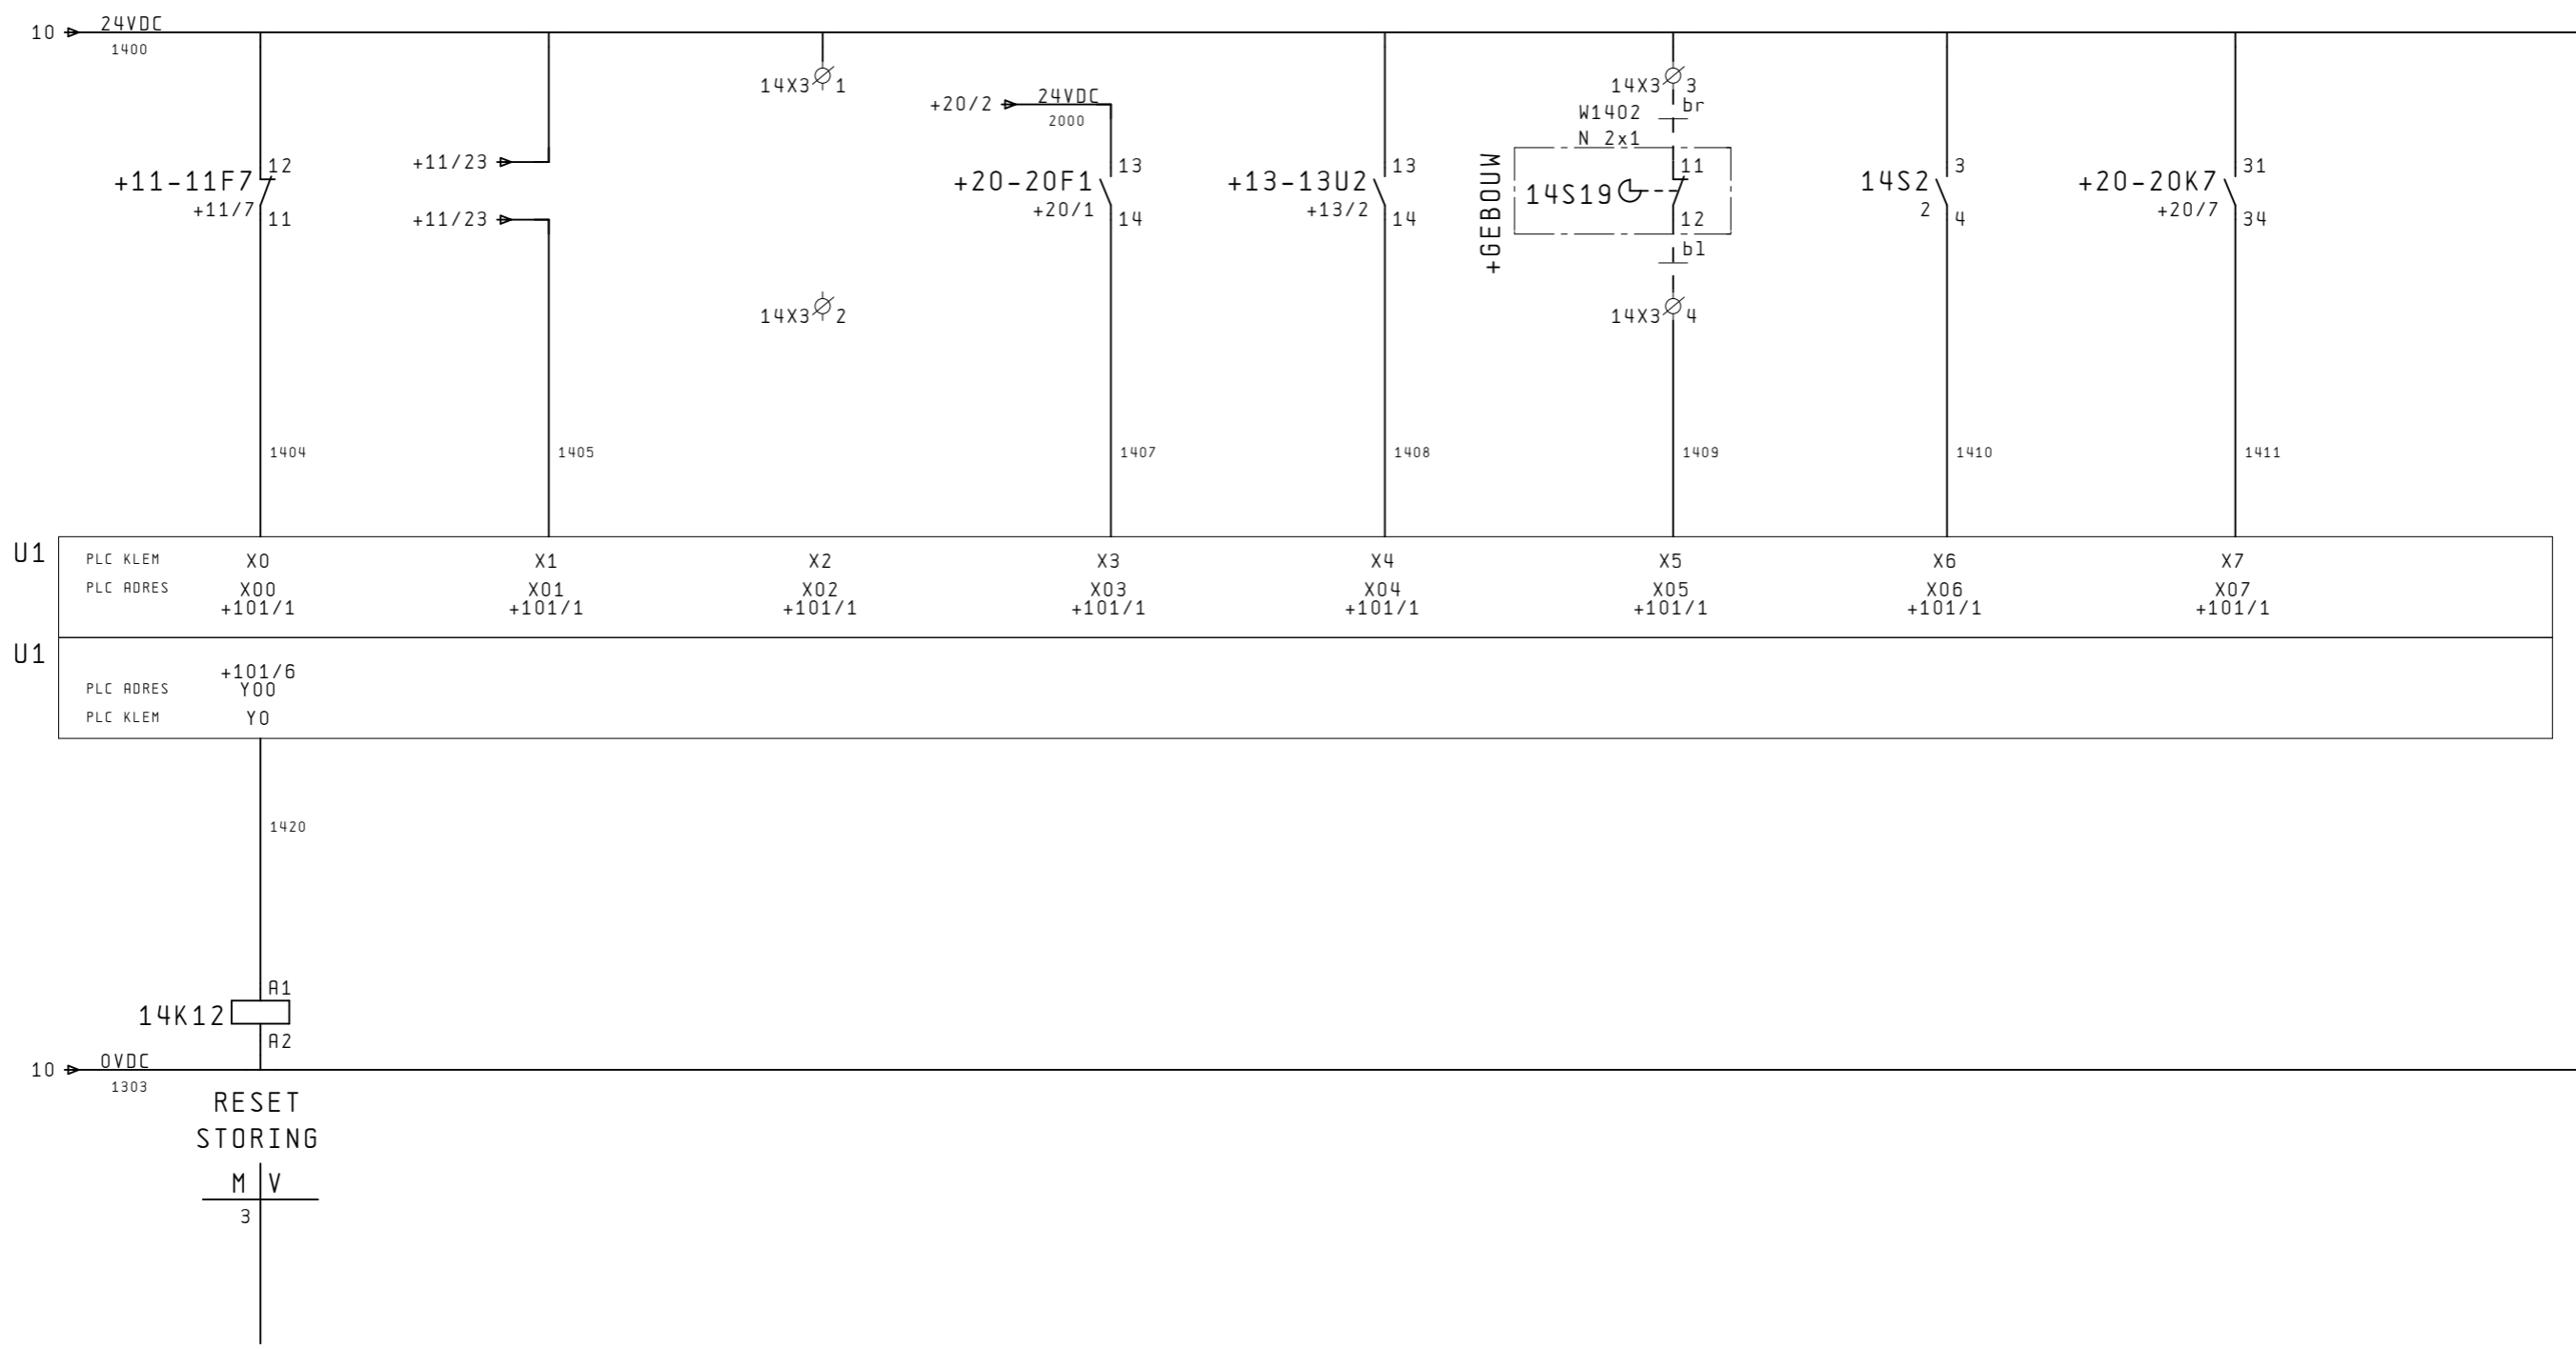 10 24VDC
1400
14X3 1
14X3 3
br
+20/2 24VDC
2000
W1402
N 2x1
+GEBOUW
+11-11F7 12
+11/7 11
+11/23
+11/23
+20-20F1 13
+20/1 14
+13-13U2 13
+13/2 14
14S19 11
12
bl
14S2 3
2 4
+20-20K7 31
+20/7 34
14X3 2
14X3 4
1404 1405 1407 1408 1409 1410 1411
U1 PLC KLEM X0 X1 X2 X3 X4 X5 X6 X7
PLC ADRES X00 X01 X02 X03 X04 X05 X06 X07
+101/1 +101/1 +101/1 +101/1 +101/1 +101/1 +101/1 +101/1
U1
+101/6
PLC ADRES Y00
PLC KLEM Y0
1420
A1
14K12
A2
10 0VDC
1303
RESET
STORING
M V
3